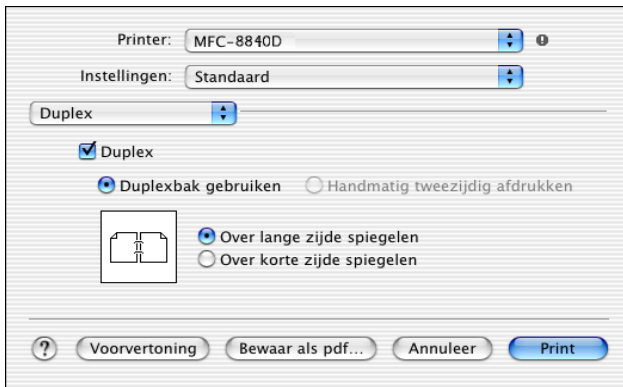 Printer: MFC-8840D
Instellingen: Standaard
Duplex
Duplex
Duplexbak gebruiken Handmatig tweezijdig afdrukken
Over lange zijde spiegelen
Over korte zijde spiegelen
? Voorvertoning Bewaar als pdf... Annuleer Print